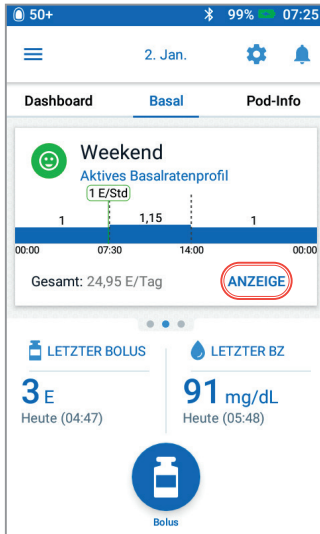 50+ 99% 07:25
2. Jan.
Dashboard Basal Pod-Info
Weekend
Aktives Basalratenprofil
1 E/Std
1 1,15 1
00:00 07:30 14:00 00:00
Gesamt: 24,95 E/Tag ANZEIGE
LETZTER BOLUS LETZTER BZ
3 E 91 mg/dL
Heute (04:47) Heute (05:48)
Bolus